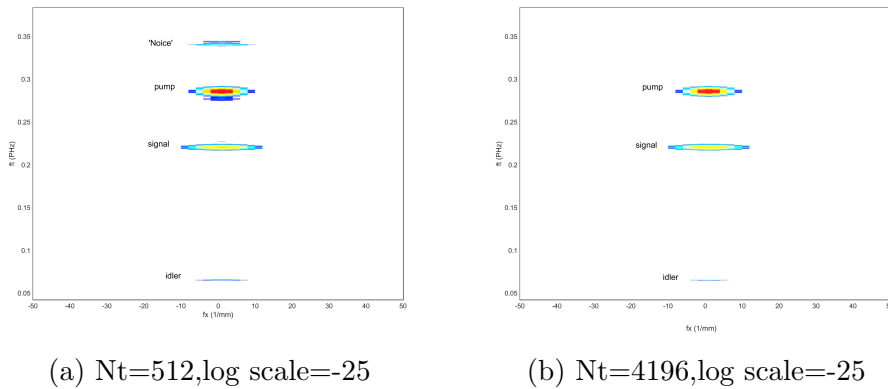 'Noice'
pump
signal
idler
0.35
0.3
0.25
0.2
0.15
0.1
0.05
ft (PHz)
-50 -40 -30 -20 -10 0 10 20 30 40 50
fx (1/mm)
(a) Nt=512,log scale=-25
pump
signal
idler
0.35
0.3
0.25
0.2
0.15
0.1
0.05
ft (PHz)
-50 -40 -30 -20 -10 0 10 20 30 40 50
fx (1/mm)
(b) Nt=4196,log scale=-25